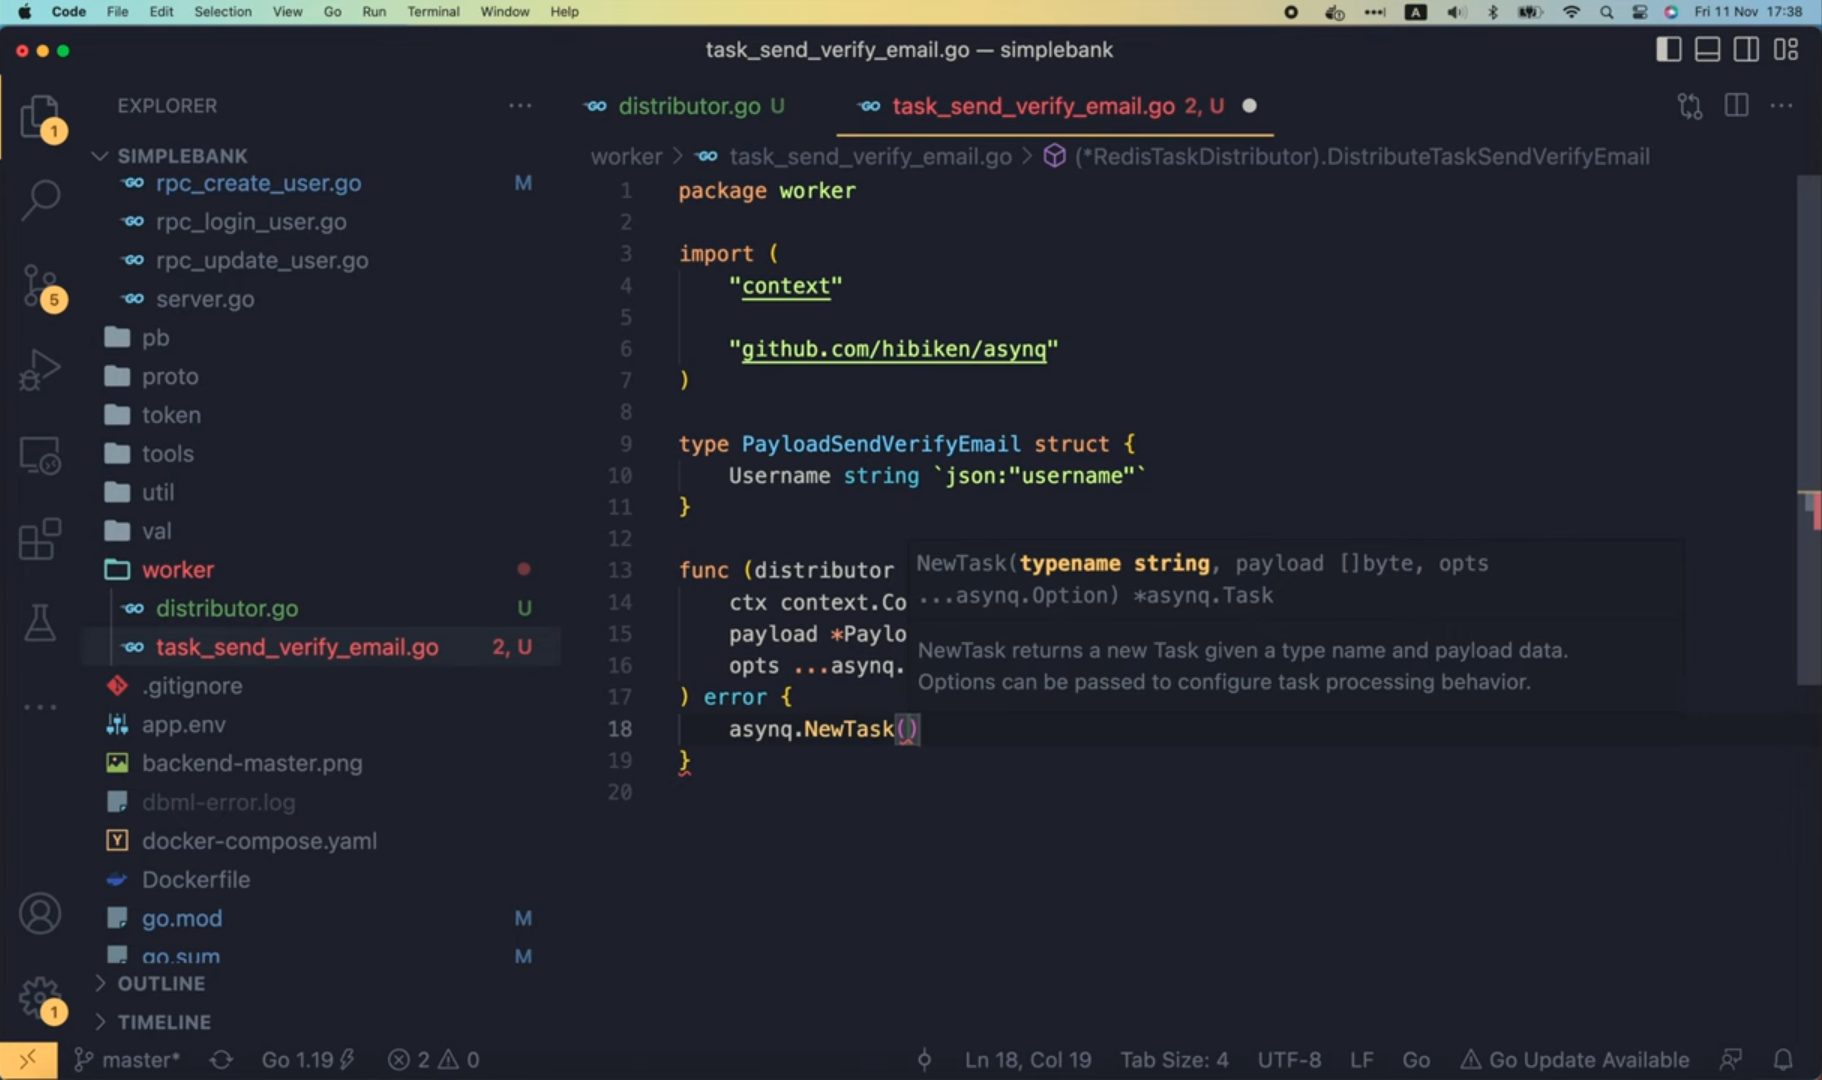 Code File Edit Selection View Go Run Terminal Window Help
A
Fri 11 Nov 17:38
task_send_verify_email.go — simplebank
EXPLORER ...
distributor.go U
task_send_verify_email.go 2, U
1
SIMPLEBANK
worker > task_send_verify_email.go > (*RedisTaskDistributor).DistributeTaskSendVerifyEmail
rpc_create_user.go M
rpc_login_user.go
rpc_update_user.go
server.go
5
pb
proto
token
tools
util
val
worker
distributor.go U
task_send_verify_email.go 2, U
.gitignore
app.env
backend-master.png
dbml-error.log
docker-compose.yaml
Dockerfile
go.mod M
go.sum M
OUTLINE
TIMELINE
1
1 package worker
2
3 import (
4 "context"
5
6 "github.com/hibiken/asynq"
7 )
8
9 type PayloadSendVerifyEmail struct {
10 Username string `json:"username"`
11 }
12
13 func (distributor
14 ctx context.Co
15 payload *Paylo
16 opts ...asynq.
17 ) error {
18 asynq.NewTask()
19 }
20
NewTask(typename string, payload []byte, opts
...asynq.Option) *asynq.Task
NewTask returns a new Task given a type name and payload data.
Options can be passed to configure task processing behavior.
master* Go 1.19 2 0 Ln 18, Col 19 Tab Size: 4 UTF-8 LF Go Go Update Available